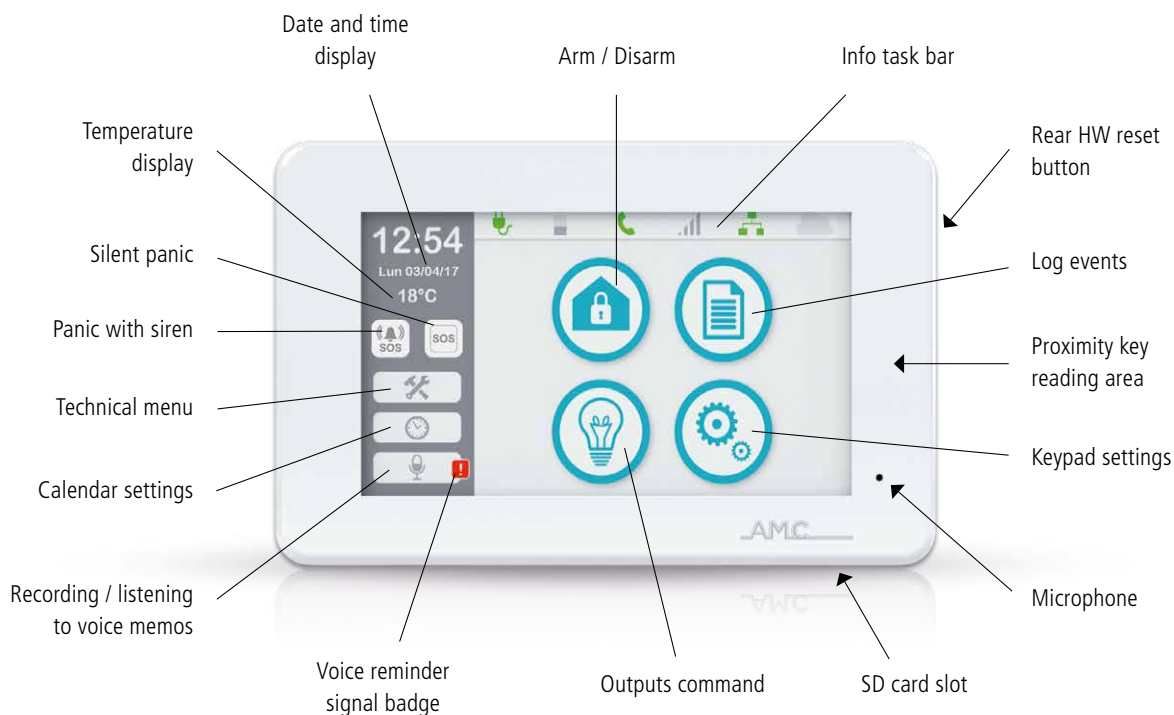 Date and time
display
Arm / Disarm
Info task bar
Temperature
display
Rear HW reset
button
Silent panic
Log events
Panic with siren
Proximity key
reading area
Technical menu
Keypad settings
Calendar settings
Recording / listening
to voice memos
Microphone
Voice reminder
signal badge
Outputs command
SD card slot
12:54
Lun 03/04/17
18°C
SOS
SOS
!
AMC
AMC